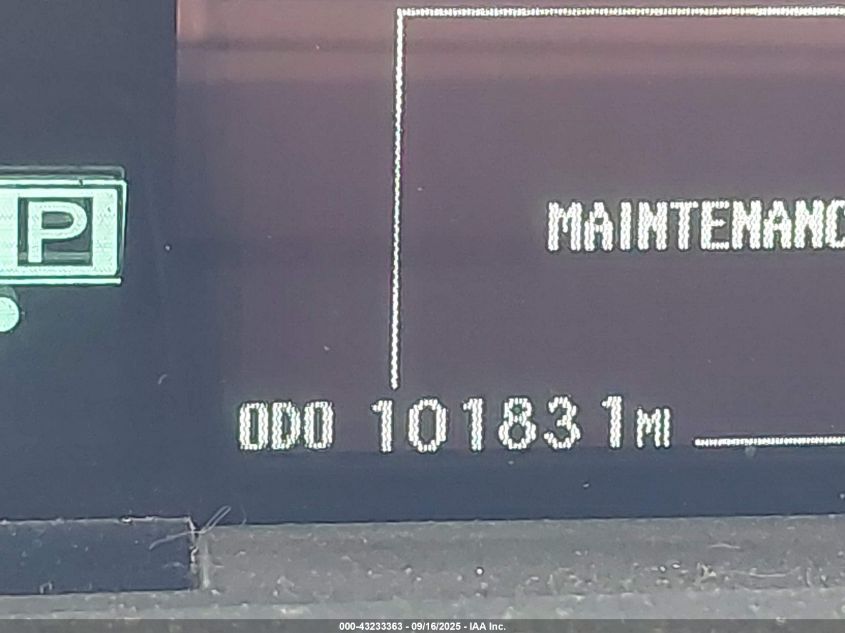 P
MAINTENANC
ODO 101831MI
000-43233363 - 09/16/2025 - IAA Inc.